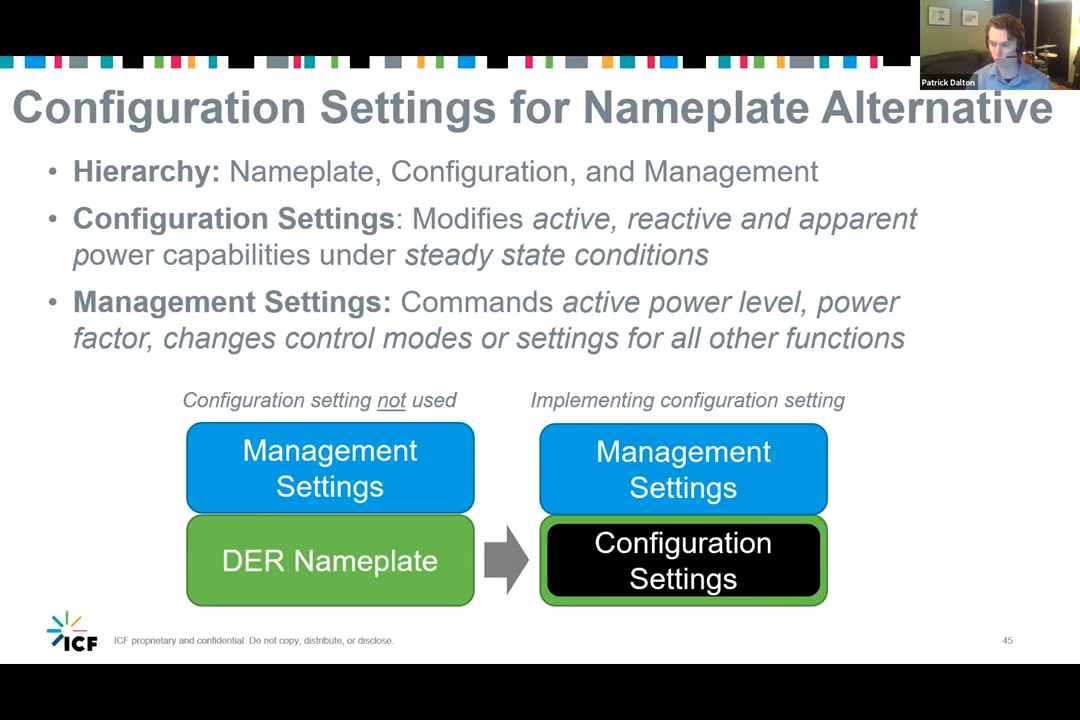 Patrick Dalton
Configuration Settings for Nameplate Alternative
• Hierarchy: Nameplate, Configuration, and Management
• Configuration Settings: Modifies active, reactive and apparent
power capabilities under steady state conditions
• Management Settings: Commands active power level, power
factor, changes control modes or settings for all other functions
Configuration setting not used
Implementing configuration setting
Management
Settings
DER Nameplate
Management
Settings
Configuration
Settings
ICF
ICF proprietary and confidential. Do not copy, distribute, or disclose.
45